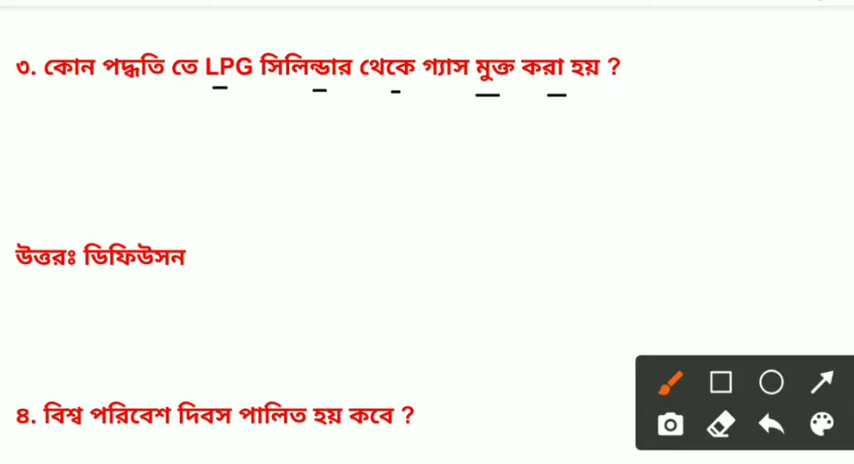 ৩. কোন পদ্ধতি তে LPG সিলিন্ডার থেকে গ্যাস মুক্ত করা হয় ?
উত্তরঃ ডিফিউসন
৪. বিশ্ব পরিবেশ দিবস পালিত হয় কবে ?